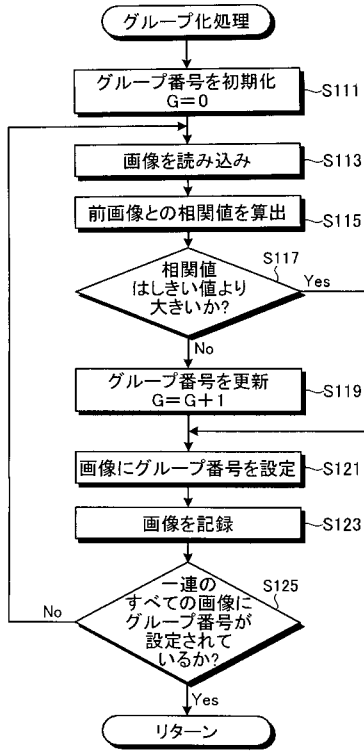 グループ化処理
グループ番号を初期化
G=0
S111
画像を読み込み
S113
前画像との相関値を算出
S115
相関値
はしきい値より
大きいか?
S117
Yes
No
グループ番号を更新
G=G+1
S119
画像にグループ番号を設定
S121
画像を記録
S123
一連の
すべての画像に
グループ番号が
設定されて
いるか?
S125
No
Yes
リターン